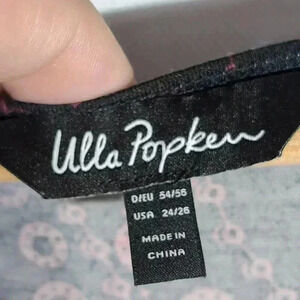 Ulla Popken
D/EU 54/56
USA 24/26
MADE IN
CHINA